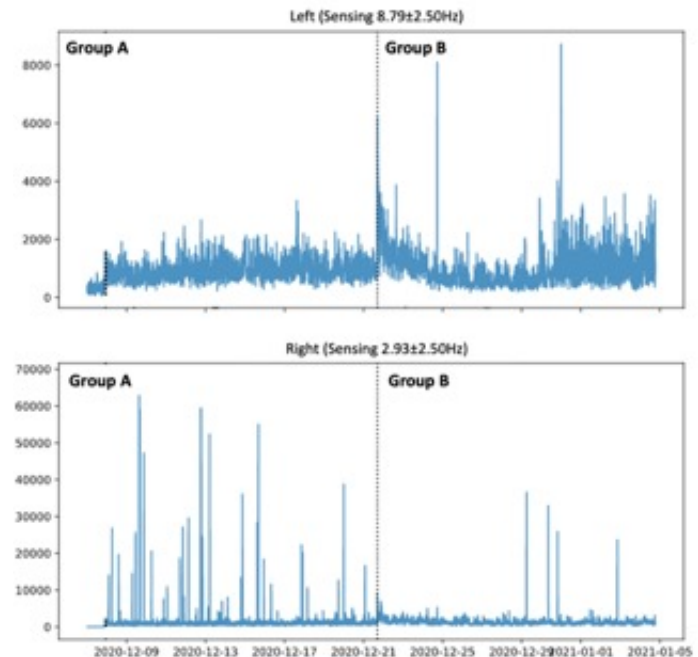 Left (Sensing 8.79±2.50Hz)
Group A
Group B
8000
6000
4000
2000
0
Right (Sensing 2.93±2.50Hz)
Group A
Group B
70000
60000
50000
40000
30000
20000
10000
0
2020-12-09 2020-12-13 2020-12-17 2020-12-21 2020-12-25 2020-12-29 2021-01-01 2021-01-05